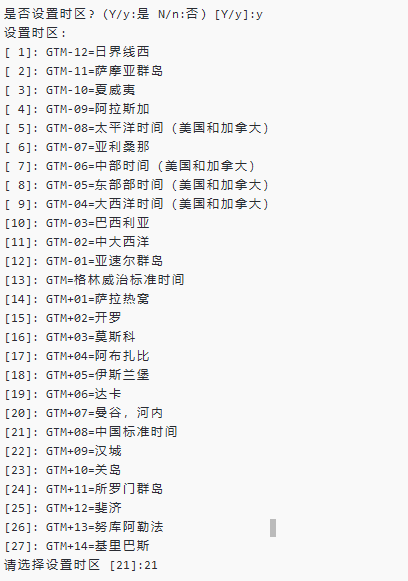 是否设置时区? (Y/y:是 N/n:否) [Y/y]:y
设置时区:
[ 1]: GTM-12=日界线西
[ 2]: GTM-11=萨摩亚群岛
[ 3]: GTM-10=夏威夷
[ 4]: GTM-09=阿拉斯加
[ 5]: GTM-08=太平洋时间 (美国和加拿大)
[ 6]: GTM-07=亚利桑那
[ 7]: GTM-06=中部时间 (美国和加拿大)
[ 8]: GTM-05=东部部时间 (美国和加拿大)
[ 9]: GTM-04=大西洋时间 (美国和加拿大)
[10]: GTM-03=巴西利亚
[11]: GTM-02=中大西洋
[12]: GTM-01=亚速尔群岛
[13]: GTM=格林威治标准时间
[14]: GTM+01=萨拉热窝
[15]: GTM+02=开罗
[16]: GTM+03=莫斯科
[17]: GTM+04=阿布扎比
[18]: GTM+05=伊斯兰堡
[19]: GTM+06=达卡
[20]: GTM+07=曼谷, 河内
[21]: GTM+08=中国标准时间
[22]: GTM+09=汉城
[23]: GTM+10=关岛
[24]: GTM+11=所罗门群岛
[25]: GTM+12=斐济
[26]: GTM+13=努库阿勒法
[27]: GTM+14=基里巴斯
请选择设置时区 [21]:21